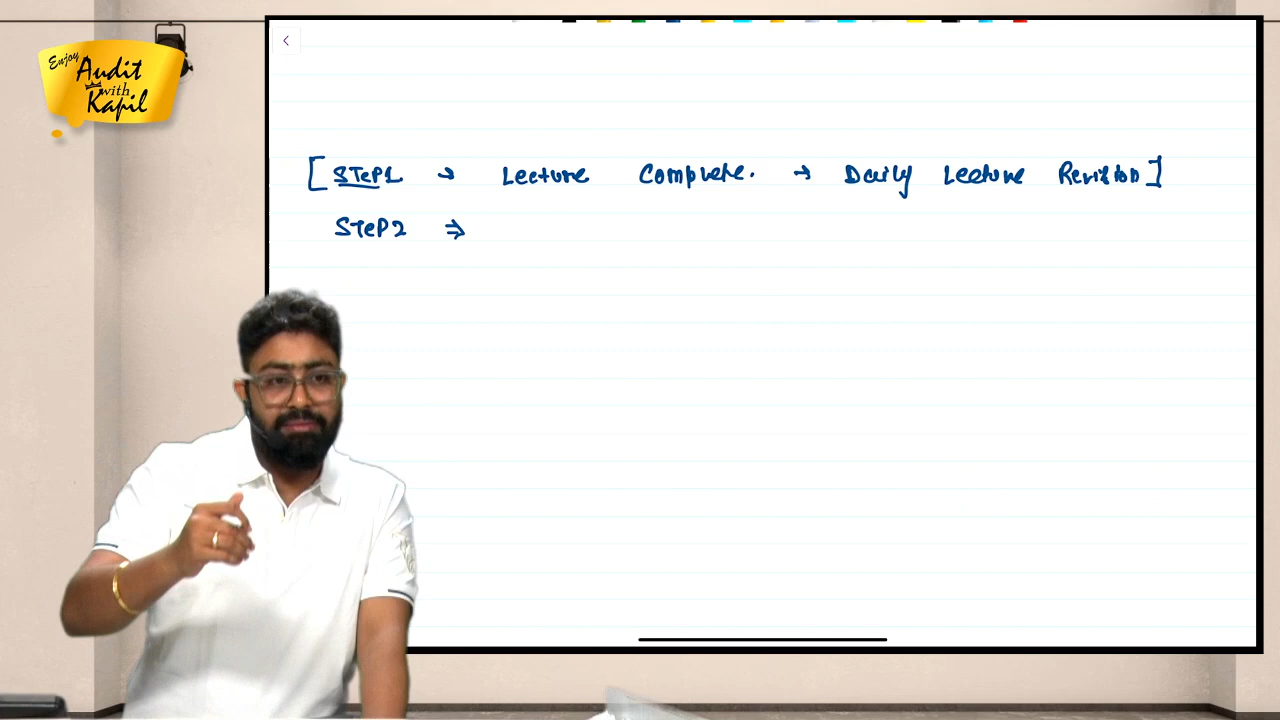 Enjoy
Audit
with
Kapil
[STeP1 → Lecture Complete. → Daily Lecture Revision]
STeP2 ⇒